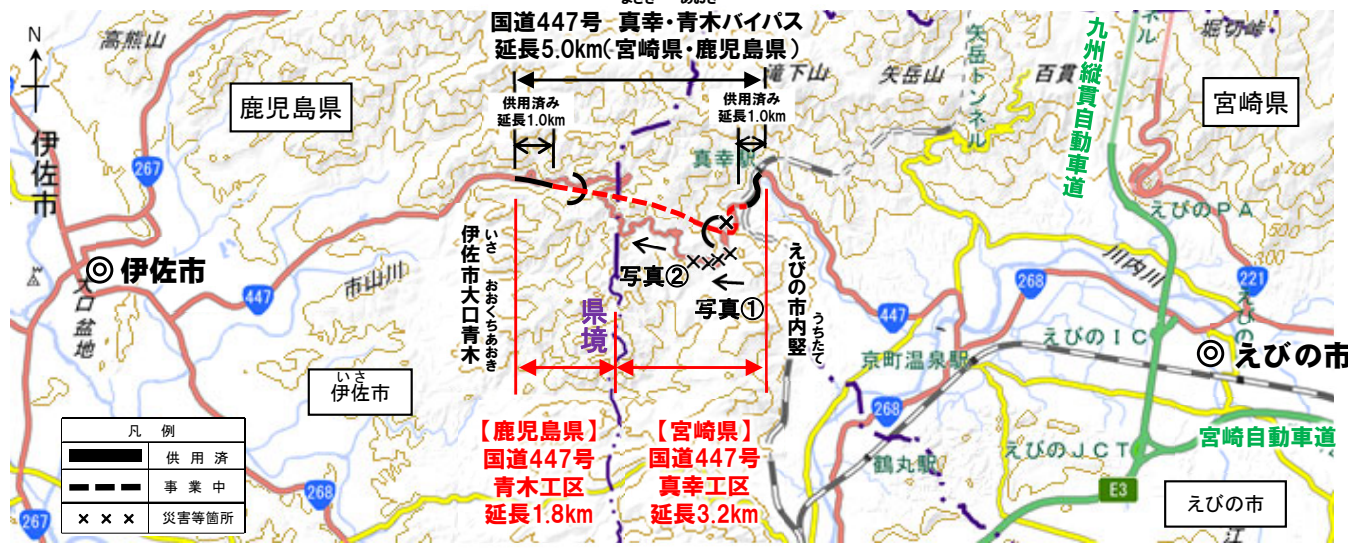 まさき あおき
国道447号 真幸・青木バイパス
延長5.0km(宮崎県・鹿児島県)
N
高熊山
鹿児島県
供用済み
延長1.0km
供用済み
延長1.0km
滝下山
矢岳山
矢岳トンネル
百貫
九州縦貫自動車道
ネル
堀切峠
宮崎県
伊佐市
267
真幸駅
えびのPA
700
500
300
◎ 伊佐市
大口盆地
447
市山川
いさ おおくちあおき
伊佐市大口青木
写真②
写真①
県境
うちたて
えびの市内竪
447
268
川内川
221
えびの
えびのIC
◎ えびの市
京町温泉駅
いさ
伊佐市
268
鶴丸駅
えびのJCT
宮崎自動車道
E3
えびの市
江
【鹿児島県】
国道447号
青木工区
延長1.8km
【宮崎県】
国道447号
真幸工区
延長3.2km
凡 例
供 用 済
事 業 中
× × × 災害等箇所
267
268